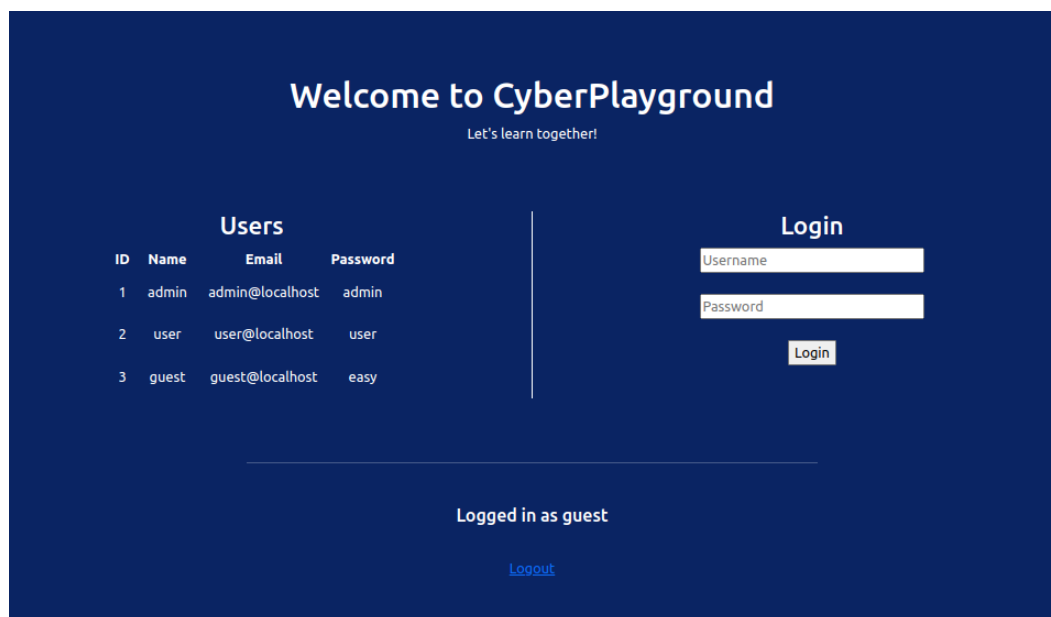 Welcome to CyberPlayground
Let's learn together!
Users
ID Name Email Password
1 admin admin@localhost admin
2 user user@localhost user
3 guest guest@localhost easy
Login
Username
Password
Login
Logged in as guest
Logout